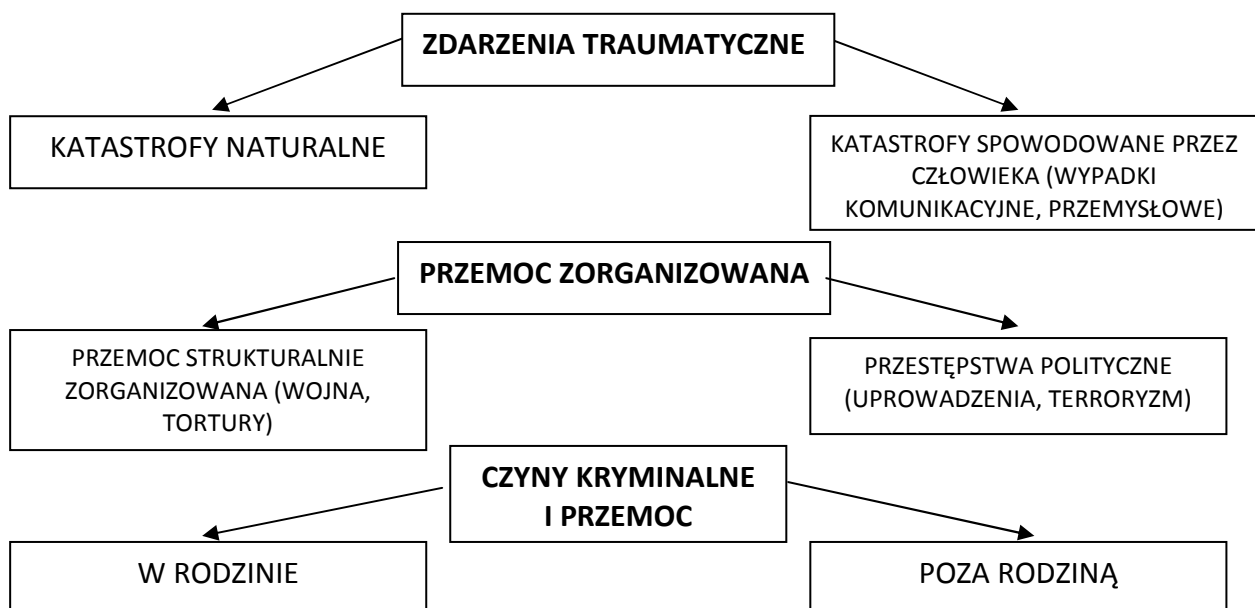 ZDARZENIA TRAUMATYCZNE
KATASTROFY NATURALNE
KATASTROFY SPOWODOWANE PRZEZ
CZŁOWIEKA (WYPADKI
KOMUNIKACYJNE, PRZEMYSŁOWE)
PRZEMOC ZORGANIZOWANA
PRZEMOC STRUKTURALNIE
ZORGANIZOWANA (WOJNA,
TORTURY)
PRZESTĘPSTWA POLITYCZNE
(UPROWADZENIA, TERRORYZM)
CZYNY KRYMINALNE
I PRZEMOC
W RODZINIE
POZA RODZINĄ